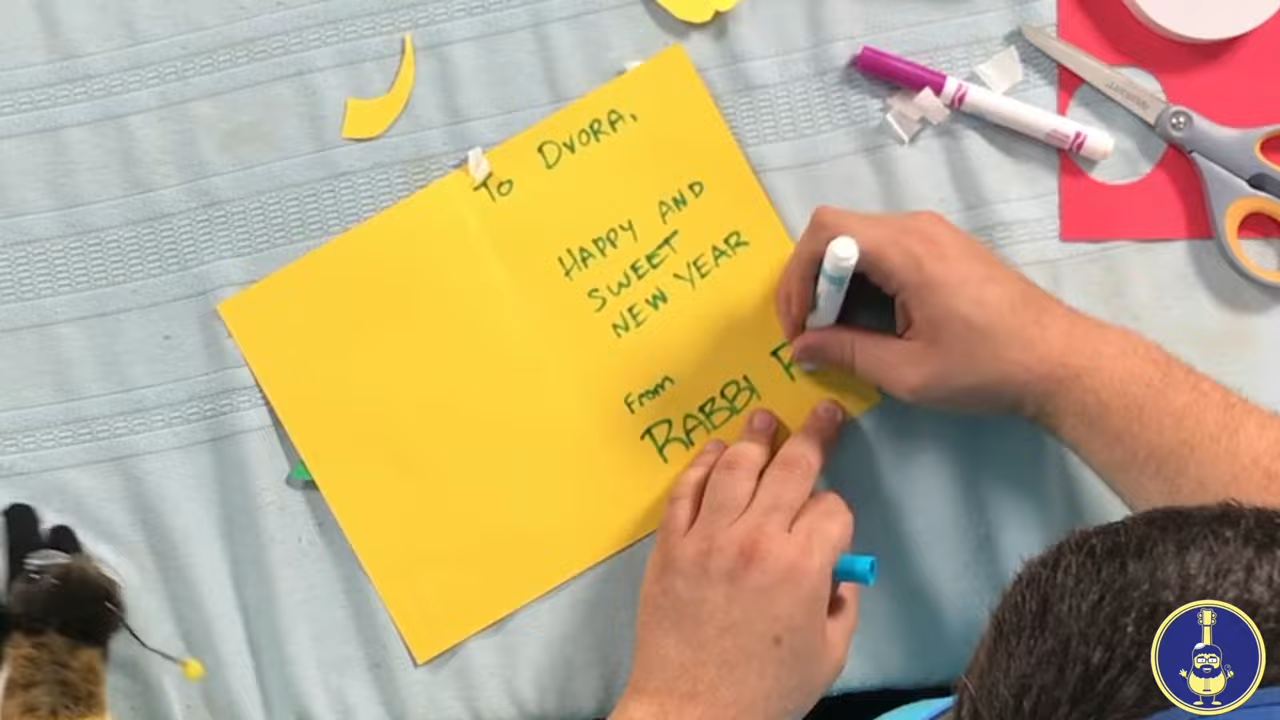 To DVORA,
HAPPY AND
SWEET
NEW YEAR
From
RABBI